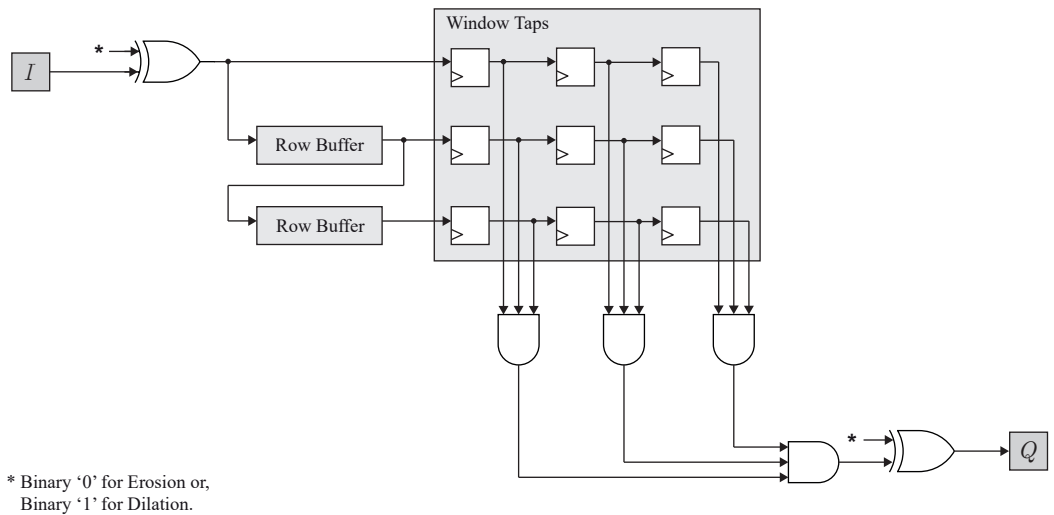 Window Taps
*
I
Row Buffer
Row Buffer
*
Q
* Binary ‘0’ for Erosion or,
Binary ‘1’ for Dilation.